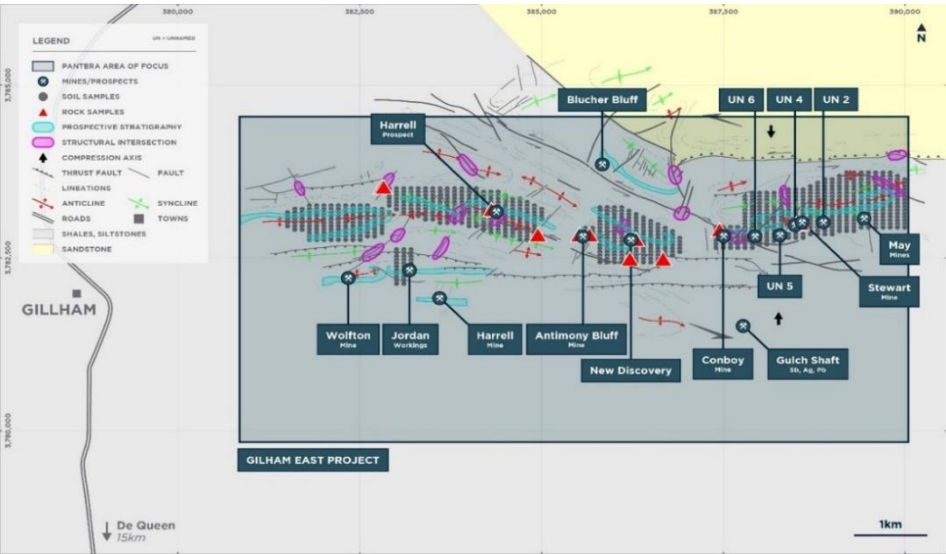 380,000
382,500
385,000
387,500
390,000
N
3,785,000
3,782,500
3,780,000
LEGEND
UN = UNNAMED
PANTERA AREA OF FOCUS
MINES/PROSPECTS
SOIL SAMPLES
ROCK SAMPLES
PROSPECTIVE STRATIGRAPHY
STRUCTURAL INTERSECTION
COMPRESSION AXIS
THRUST FAULT
FAULT
LINEATIONS
ANTICLINE
SYNCLINE
ROADS
TOWNS
SHALES, SILTSTONES
SANDSTONE
Blucher Bluff
UN 6
UN 4
UN 2
Harrell
Prospect
May
Mines
Stewart
Mine
UN 5
GILLHAM
Wolfton
Mine
Jordan
Workings
Harrell
Mine
Antimony Bluff
Mine
New Discovery
Conboy
Mine
Gulch Shaft
Sb, Ag, Pb
GILHAM EAST PROJECT
De Queen
15km
1km